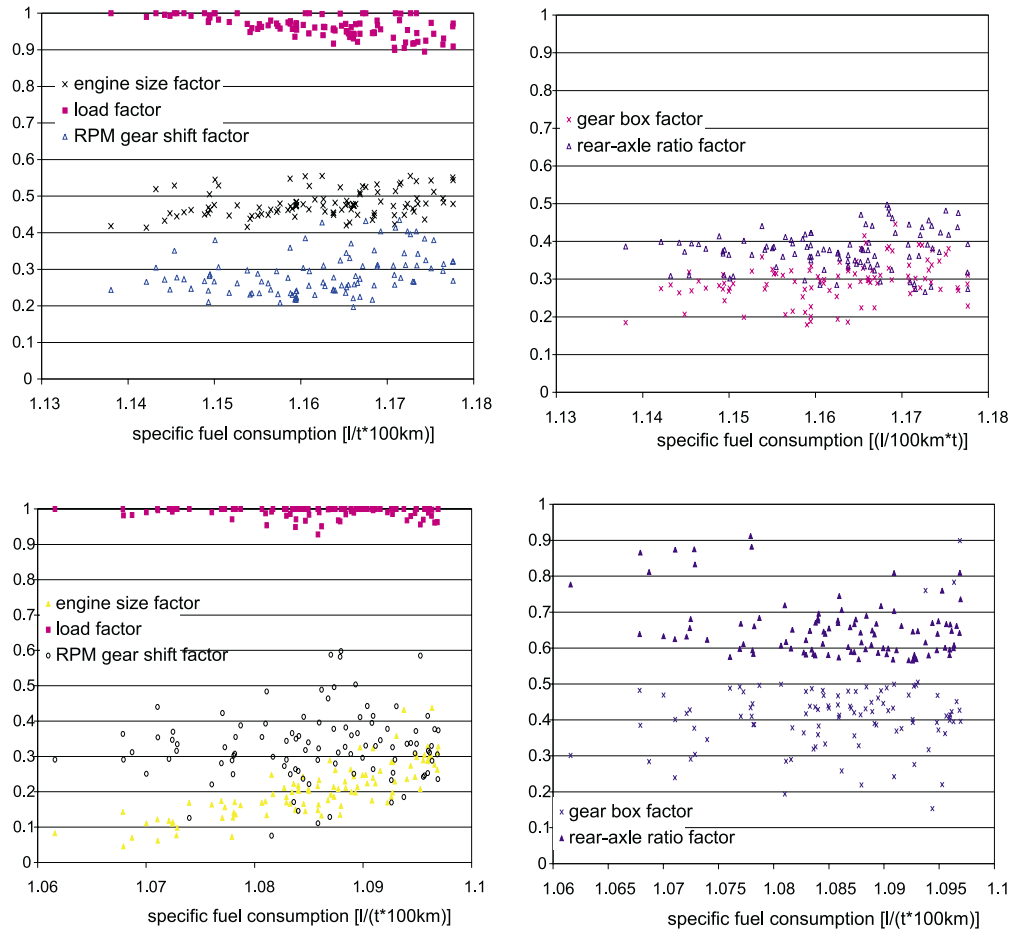 1
0.9
0.8
0.7
0.6
0.5
0.4
0.3
0.2
0.1
0
engine size factor
load factor
RPM gear shift factor
1.13 1.14 1.15 1.16 1.17 1.18
specific fuel consumption [l/t*100km)]
1
0.9
0.8
0.7
0.6
0.5
0.4
0.3
0.2
0.1
0
gear box factor
rear-axle ratio factor
1.13 1.14 1.15 1.16 1.17 1.18
specific fuel consumption [(l/100km*t)]
1
0.9
0.8
0.7
0.6
0.5
0.4
0.3
0.2
0.1
0
engine size factor
load factor
RPM gear shift factor
1.06 1.07 1.08 1.09 1.1
specific fuel consumption [l/(t*100km)]
1
0.9
0.8
0.7
0.6
0.5
0.4
0.3
0.2
0.1
0
gear box factor
rear-axle ratio factor
1.06 1.065 1.07 1.075 1.08 1.085 1.09 1.095 1.1
specific fuel consumption [l/(t*100km)]